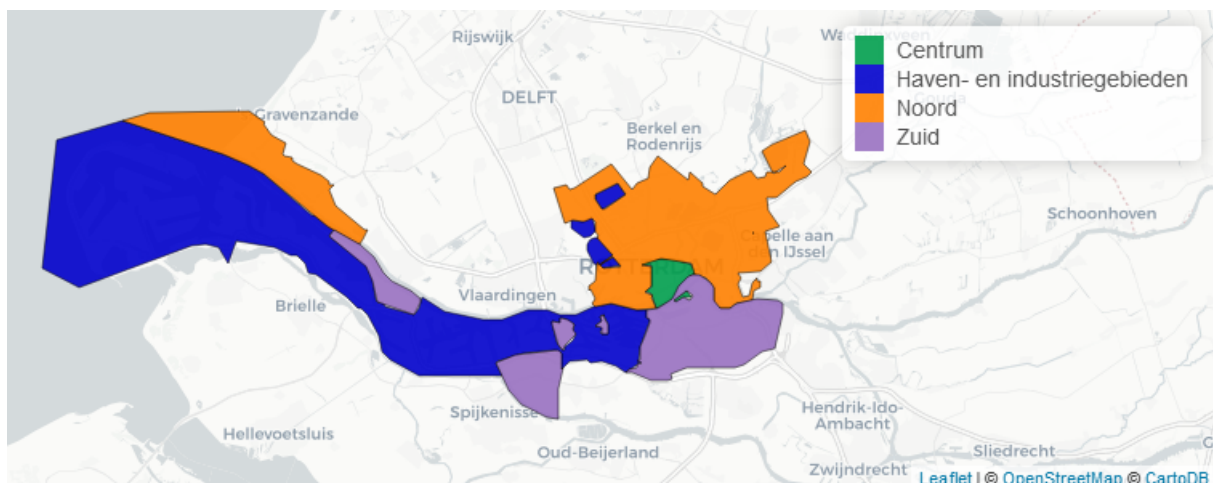 Rijswijk
DELFT
's Gravenzande
Berkel en
Rodenrijs
Schoonhoven
Capelle aan
den IJssel
ROTTERDAM
Vlaardingen
Brielle
Spijkenisse
Hellevoetsluis
Oud-Beijerland
Hendrik-Ido-
Ambacht
Sliedrecht
Zwijndrecht
Centrum
Haven- en industriegebieden
Noord
Zuid
Leaflet | © OpenStreetMap © CartoDB